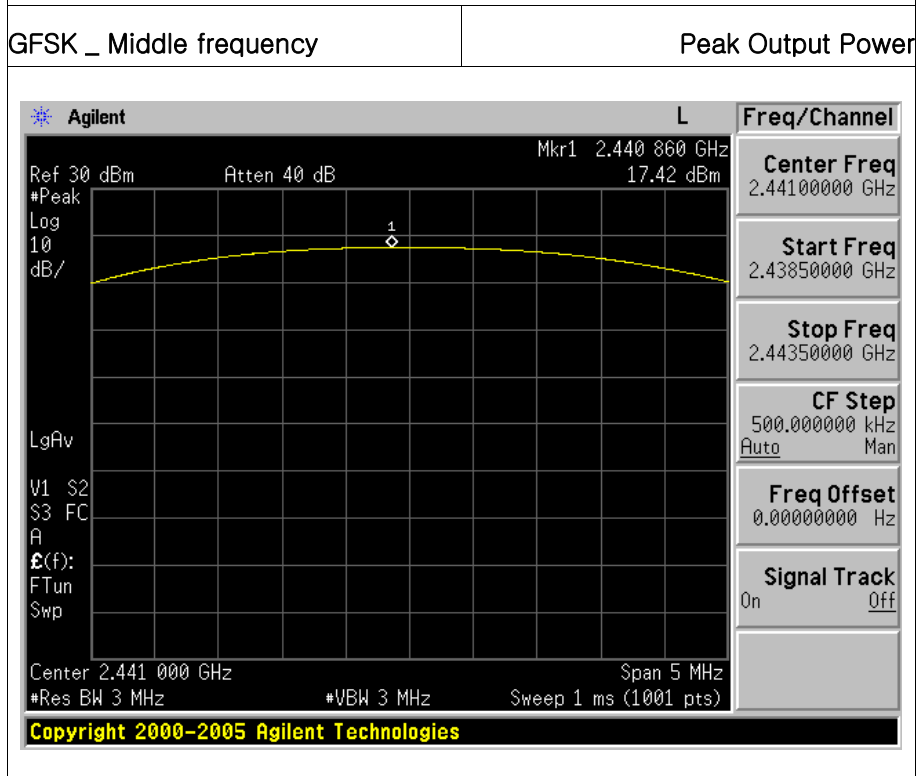 GFSK _ Middle frequency
Peak Output Power
Agilent
L
Freq/Channel
Mkr1 2.440 860 GHz
Ref 30 dBm
Atten 40 dB
17.42 dBm
#Peak
Log
10
dB/
1
LgAv
V1 S2
S3 FC
A
£(f):
FTun
Swp
Center 2.441 000 GHz
Span 5 MHz
#Res BW 3 MHz
#VBW 3 MHz
Sweep 1 ms (1001 pts)
Center Freq
2.44100000 GHz
Start Freq
2.43850000 GHz
Stop Freq
2.44350000 GHz
CF Step
500.000000 kHz
Auto Man
Freq Offset
0.00000000 Hz
Signal Track
On Off
Copyright 2000-2005 Agilent Technologies